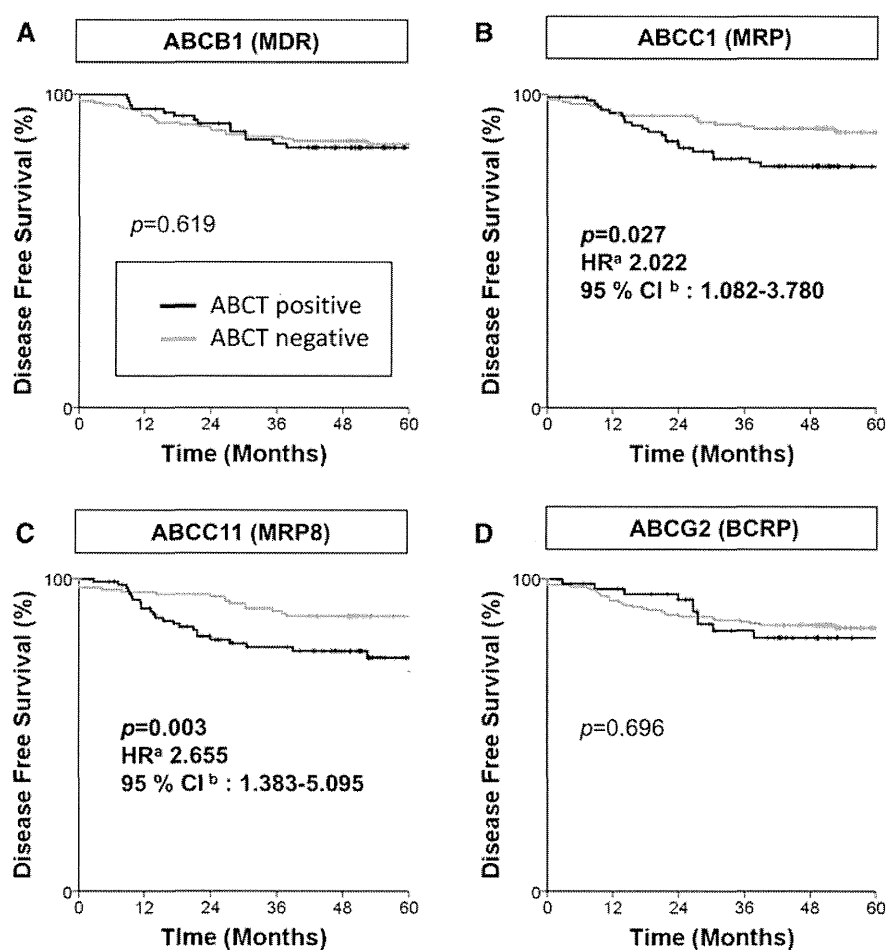 A
ABCB1 (MDR)
Disease Free Survival (%)
100
0
p=0.619
ABCT positive
ABCT negative
0 12 24 36 48 60
Time (Months)
B
ABCC1 (MRP)
Disease Free Survival (%)
100
0
p=0.027
HRa 2.022
95 % CI b : 1.082-3.780
0 12 24 36 48 60
Time (Months)
C
ABCC11 (MRP8)
Disease Free Survival (%)
100
0
p=0.003
HRa 2.655
95 % CI b : 1.383-5.095
0 12 24 36 48 60
Time (Months)
D
ABCG2 (BCRP)
Disease Free Survival (%)
100
0
p=0.696
0 12 24 36 48 60
Time (Months)